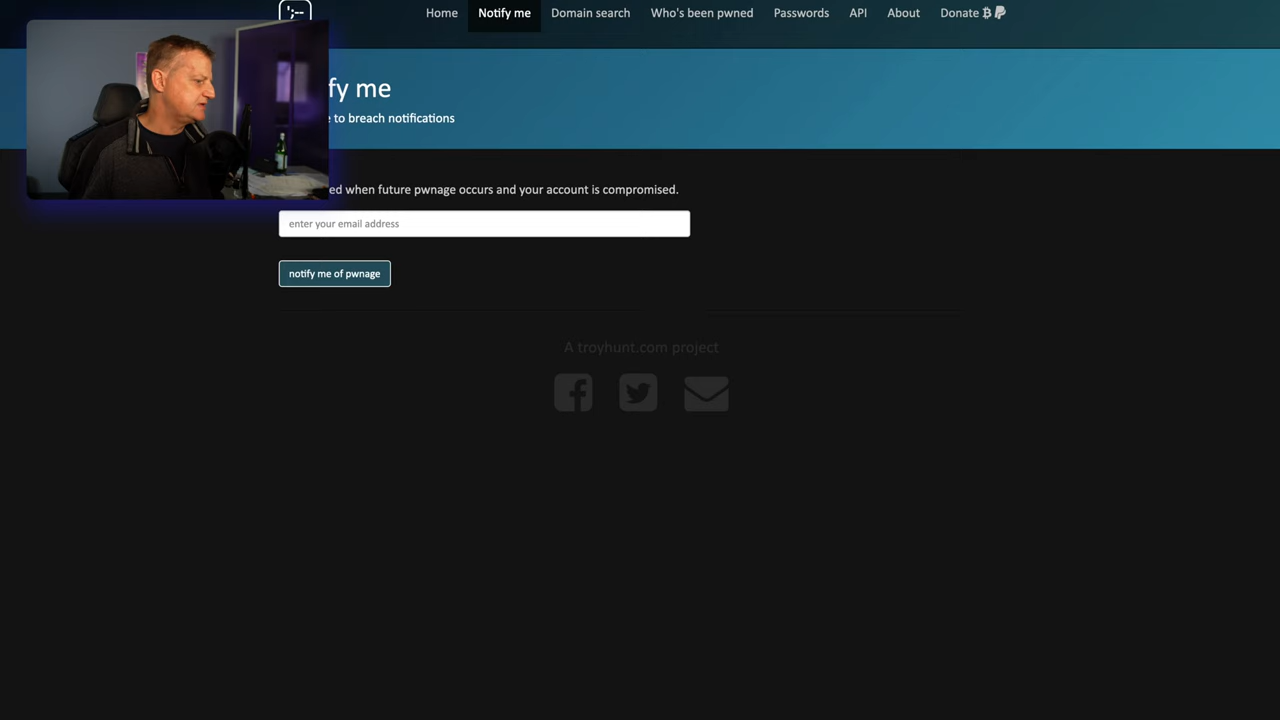 ';--
Home Notify me Domain search Who's been pwned Passwords API About Donate
fy me
e to breach notifications
ed when future pwnage occurs and your account is compromised.
enter your email address
notify me of pwnage
A troyhunt.com project